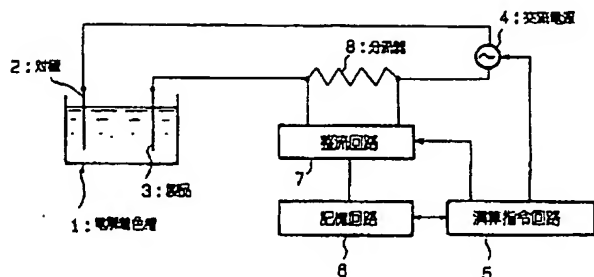 4：交流電源
8：分流器
2：対極
整流回路
7
3：製品
1：電解着色槽
記憶回路
6
演算指令回路
5